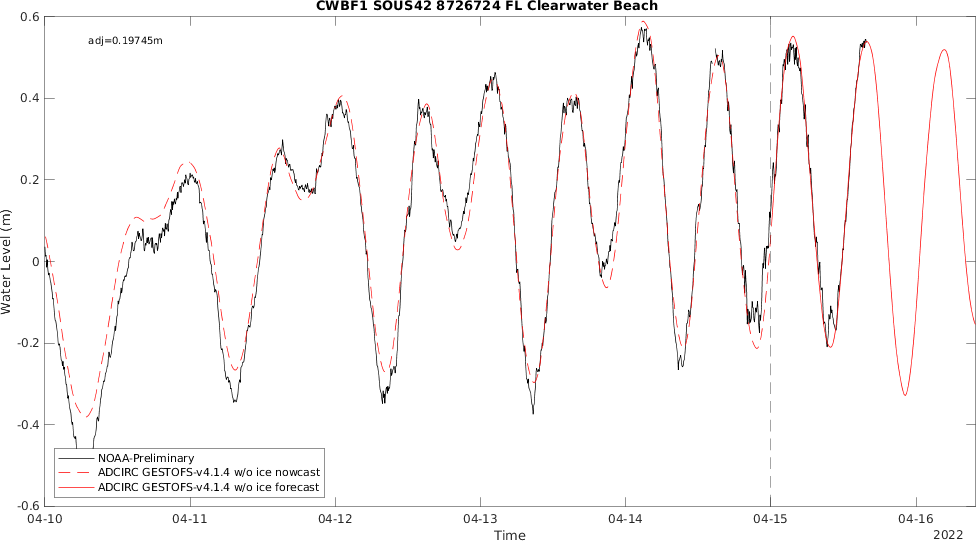 CWBF1 SOUS42 8726724 FL Clearwater Beach
adj=0.19745m
0.6
0.4
0.2
0
-0.2
-0.4
-0.6
Water Level (m)
NOAA-Preliminary
ADCIRC GESTOFS-v4.1.4 w/o ice nowcast
ADCIRC GESTOFS-v4.1.4 w/o ice forecast
04-10 04-11 04-12 04-13 04-14 04-15 04-16
Time
2022